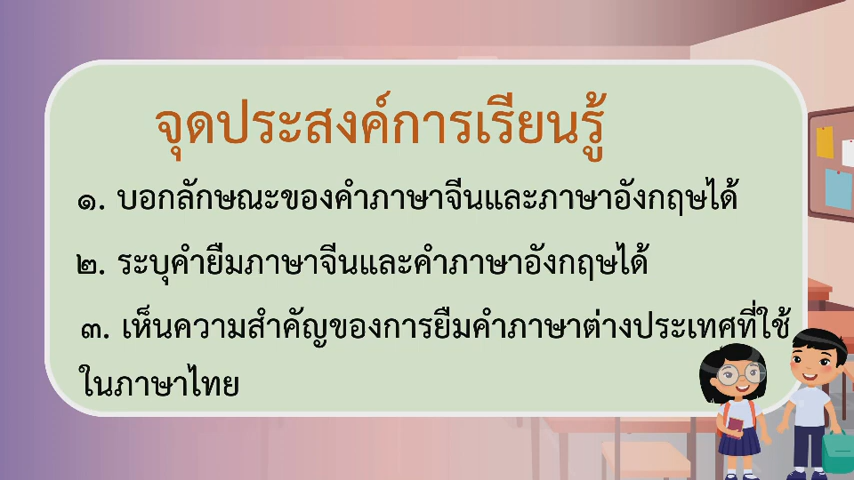 จุดประสงค์การเรียนรู้
๑. บอกลักษณะของคำภาษาจีนและภาษาอังกฤษได้
๒. ระบุคำยืมภาษาจีนและคำภาษาอังกฤษได้
๓. เห็นความสำคัญของการยืมคำภาษาต่างประเทศที่ใช้
ในภาษาไทย